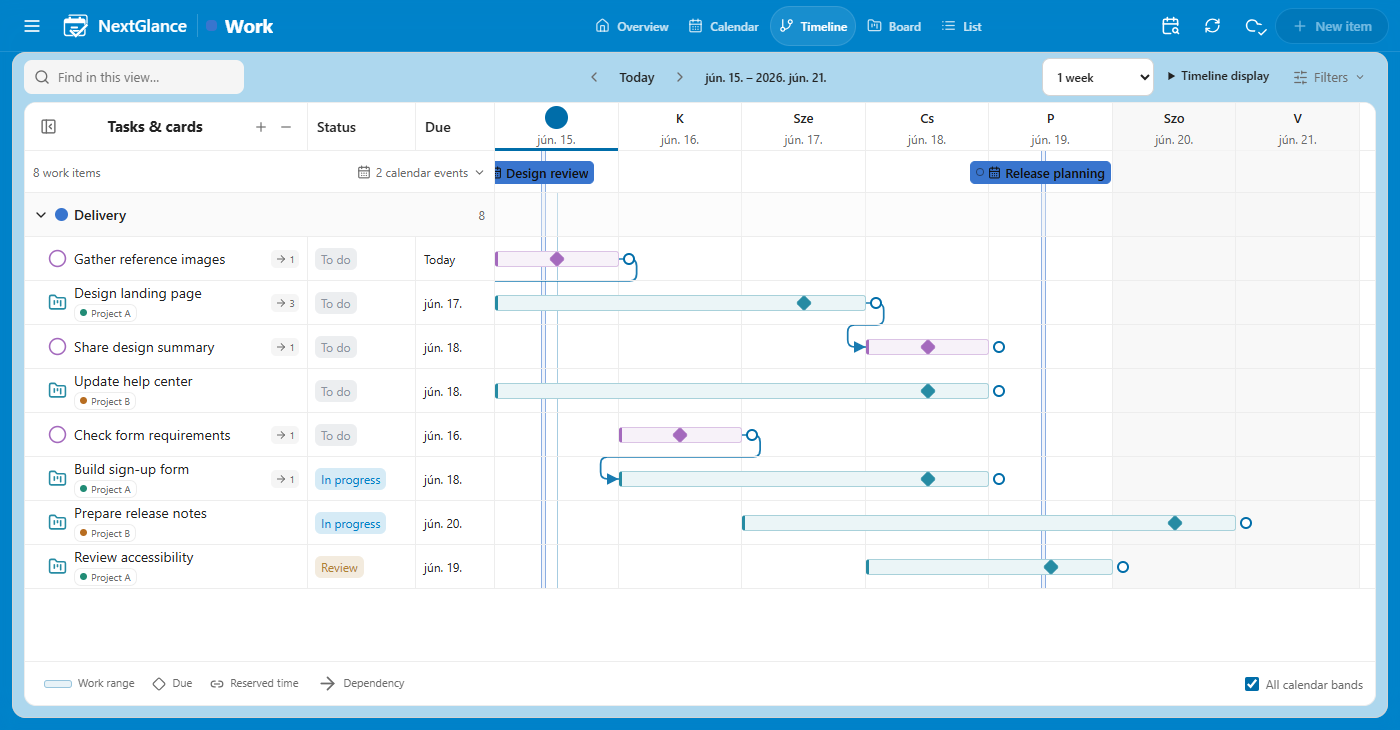 NextGlance
Work
Overview
Calendar
Timeline
Board
List
+ New item
Find in this view...
Today
jún. 15. – 2026. jún. 21.
1 week
Timeline display
Filters
Tasks & cards
Status
Due
jún. 15.
K
jún. 16.
Sze
jún. 17.
Cs
jún. 18.
P
jún. 19.
Szo
jún. 20.
V
jún. 21.
8 work items
2 calendar events
Design review
Release planning
Delivery
8
Gather reference images
→ 1
To do
Today
Design landing page
Project A
→ 3
To do
jún. 17.
Share design summary
→ 1
To do
jún. 18.
Update help center
Project B
To do
jún. 18.
Check form requirements
→ 1
To do
jún. 16.
Build sign-up form
Project A
→ 1
In progress
jún. 18.
Prepare release notes
Project B
In progress
jún. 20.
Review accessibility
Project A
Review
jún. 19.
Work range
Due
Reserved time
Dependency
All calendar bands